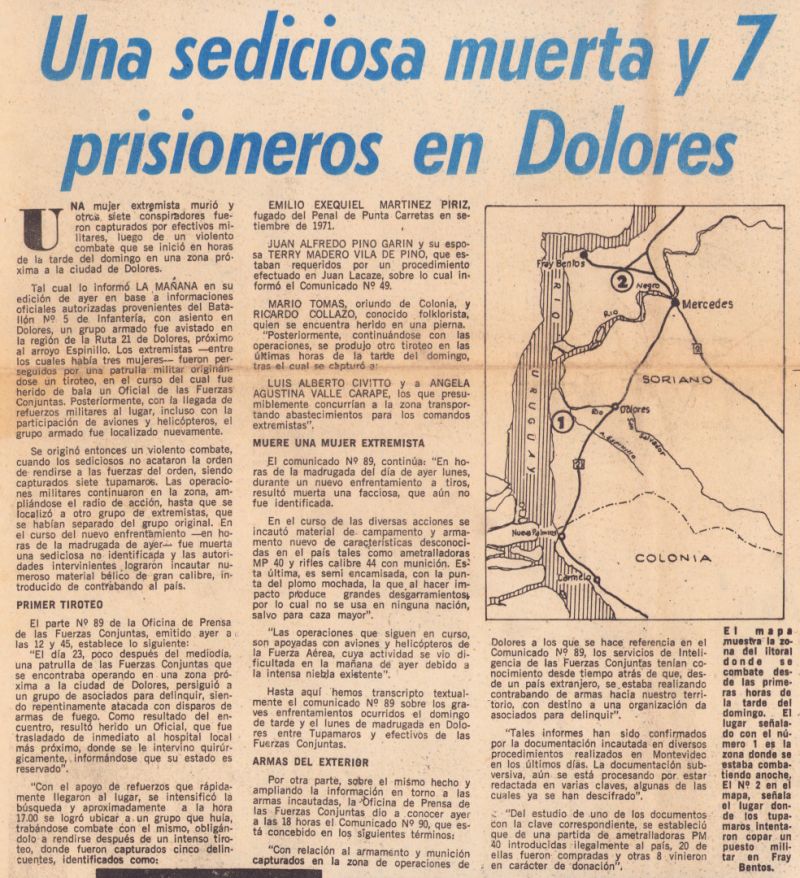 Una sediciosa muerta y 7
prisioneros en Dolores
UNA mujer extremista murió y
otros siete conspiradores fue-
ron capturados por efectivos mi-
litares, luego de un violento
combate que se inició en horas
de la tarde del domingo en una zona pró-
xima a la ciudad de Dolores.
Tal cual lo informó LA MAÑANA en su
edición de ayer en base a informaciones
oficiales autorizadas provenientes del Bata-
llón Nº 5 de Infantería, con asiento en
Dolores, un grupo armado fue avistado en
la región de la Ruta 21 de Dolores, próximo
al arroyo Espinillo. Los extremistas —entre
los cuales había tres mujeres— fueron per-
seguidos por una patrulla militar originán-
dose un tiroteo, en el curso del cual fue
herido de bala un Oficial de las Fuerzas
Conjuntas. Posteriormente, con la llegada de
refuerzos militares al lugar, incluso con la
participación de aviones y helicópteros, el
grupo armado fue localizado nuevamente.
Se originó entonces un violento combate,
cuando los sediciosos no acataron la orden
de rendirse a las fuerzas del orden, siendo
capturados siete tupamaros. Las operacio-
nes militares continuaron en la zona, am-
pliándose el radio de acción, hasta que se
localizó a otro grupo de extremistas, que
se habían separado del grupo original. En
el curso del nuevo enfrentamiento —en ho-
ras de la madrugada de ayer— fue muerta
una sediciosa no identificada y las autori-
dades intervinientes lograron incautar nu-
meroso material bélico de gran calibre, in-
troducido de contrabando al país.
PRIMER TIROTEO
El parte Nº 89 de la Oficina de Prensa
de las Fuerzas Conjuntas, emitido ayer a
las 12 y 45, establece lo siguiente:
"El día 23, poco después del mediodía,
una patrulla de las Fuerzas Conjuntas que
se encontraba operando en una zona pró-
xima a la ciudad de Dolores, persiguió a
un grupo de asociados para delinquir, sien-
do repentinamente atacada con disparos de
armas de fuego. Como resultado del en-
cuentro, resultó herido un Oficial, que fue
trasladado de inmediato al hospital local
más próximo, donde se le intervino quirúr-
gicamente, informándose que su estado es
reservado".
"Con el apoyo de refuerzos que rápida-
mente llegaron al lugar, se intensificó la
búsqueda y aproximadamente a la hora
17.00 se logró ubicar a un grupo que huía,
trabándose combate con el mismo, obligán-
dolo a rendirse después de un intenso tiro-
teo, donde fueron capturados cinco delin-
cuentes, identificados como:
EMILIO EXEQUIEL MARTINEZ PIRIZ,
fugado del Penal de Punta Carretas en se-
tiembre de 1971.
JUAN ALFREDO PINO GARIN y su espo-
sa TERRY MADERO VILA DE PINO, que es-
taban requeridos por un procedimiento
efectuado en Juan Lacaze, sobre lo cual in-
formó el Comunicado Nº 49.
MARIO TOMAS, oriundo de Colonia, y
RICARDO COLLAZO, conocido folklorista,
quien se encuentra herido en una pierna.
"Posteriormente, continuándose con las
operaciones, se produjo otro tiroteo en las
últimas horas de la tarde del domingo,
tras el cual se capturó a:
LUIS ALBERTO CIVITTO y a ANGELA
AGUSTINA VALLE CARAPE, los que presu-
miblemente concurrían a la zona transpor-
tando abastecimientos para los comandos
extremistas".
MUERE UNA MUJER EXTREMISTA
El comunicado Nº 89, continúa: "En ho-
ras de la madrugada del día de ayer lunes,
durante un nuevo enfrentamiento a tiros,
resultó muerta una facciosa, que aún no
fue identificada.
En el curso de las diversas acciones se
incautó material de campamento y arma-
mento nuevo de características desconoci-
das en el país tales como ametralladoras
MP 40 y rifles calibre 44 con munición. Es-
ta última, es semi encamisada, con la pun-
ta del plomo mochada, la que al hacer im-
pacto produce grandes desgarramientos,
por lo cual no se usa en ninguna nación,
salvo para caza mayor".
"Las operaciones que siguen en curso,
son apoyadas con aviones y helicópteros de
la Fuerza Aérea, cuya actividad se vio di-
ficultada en la mañana de ayer debido a
la intensa niebla existente".
Hasta aquí hemos transcripto textual-
mente el comunicado Nº 89 sobre los gra-
ves enfrentamientos ocurridos el domingo
de tarde y el lunes de madrugada en Dolo-
res entre Tupamaros y efectivos de las
Fuerzas Conjuntas.
ARMAS DEL EXTERIOR
Por otra parte, sobre el mismo hecho y
ampliando la información en torno a las
armas incautadas, la Oficina de Prensa de
las Fuerzas Conjuntas dio a conocer ayer
a las 18 horas el Comunicado Nº 90, que es-
tá concebido en los siguientes términos:
"Con relación al armamento y munición
capturados en la zona de operaciones de
Fray Bentos
2
RIO
URUGUAY
Rio
Negro
Mercedes
2
SORIANO
1
Rio
Dolores
S. Salvador
A. Espinillo
21
Nueva Palmira
COLONIA
Carmelo
Dolores a los que se hace referencia en el
Comunicado Nº 89, los servicios de Inteli-
gencia de las Fuerzas Conjuntas tenían co-
nocimiento desde tiempo atrás de que, des-
de un país extranjero, se estaba realizando
contrabando de armas hacia nuestro terri-
torio, con destino a una organización da
asociados para delinquir".
"Tales informes han sido confirmados
por la documentación incautada en diversos
procedimientos realizados en Montevideo
en los últimos días. La documentación sub-
versiva, aún se está procesando por estar
redactada en varias claves, algunas de las
cuales ya se han descifrado".
"Del estudio de uno de los documentos
con la clave correspondiente, se estableció
que de una partida de ametralladoras PM
40 introducidas ilegalmente al país, 20 de
ellas fueron compradas y otras 8 vinieron
en carácter de donación".
El mapa
muestra la zo-
na del litoral
donde se
combate des-
de las prime-
ras horas de
la tarde del
domingo. El
lugar señala-
do con el nú-
mero 1 es la
zona donde se
estaba comba-
tiendo anoche.
El Nº 2 en el
mapa, señala
el lugar don-
de los tupa-
maros intenta-
ron copar un
puesto mili-
tar en Fray
Bentos.